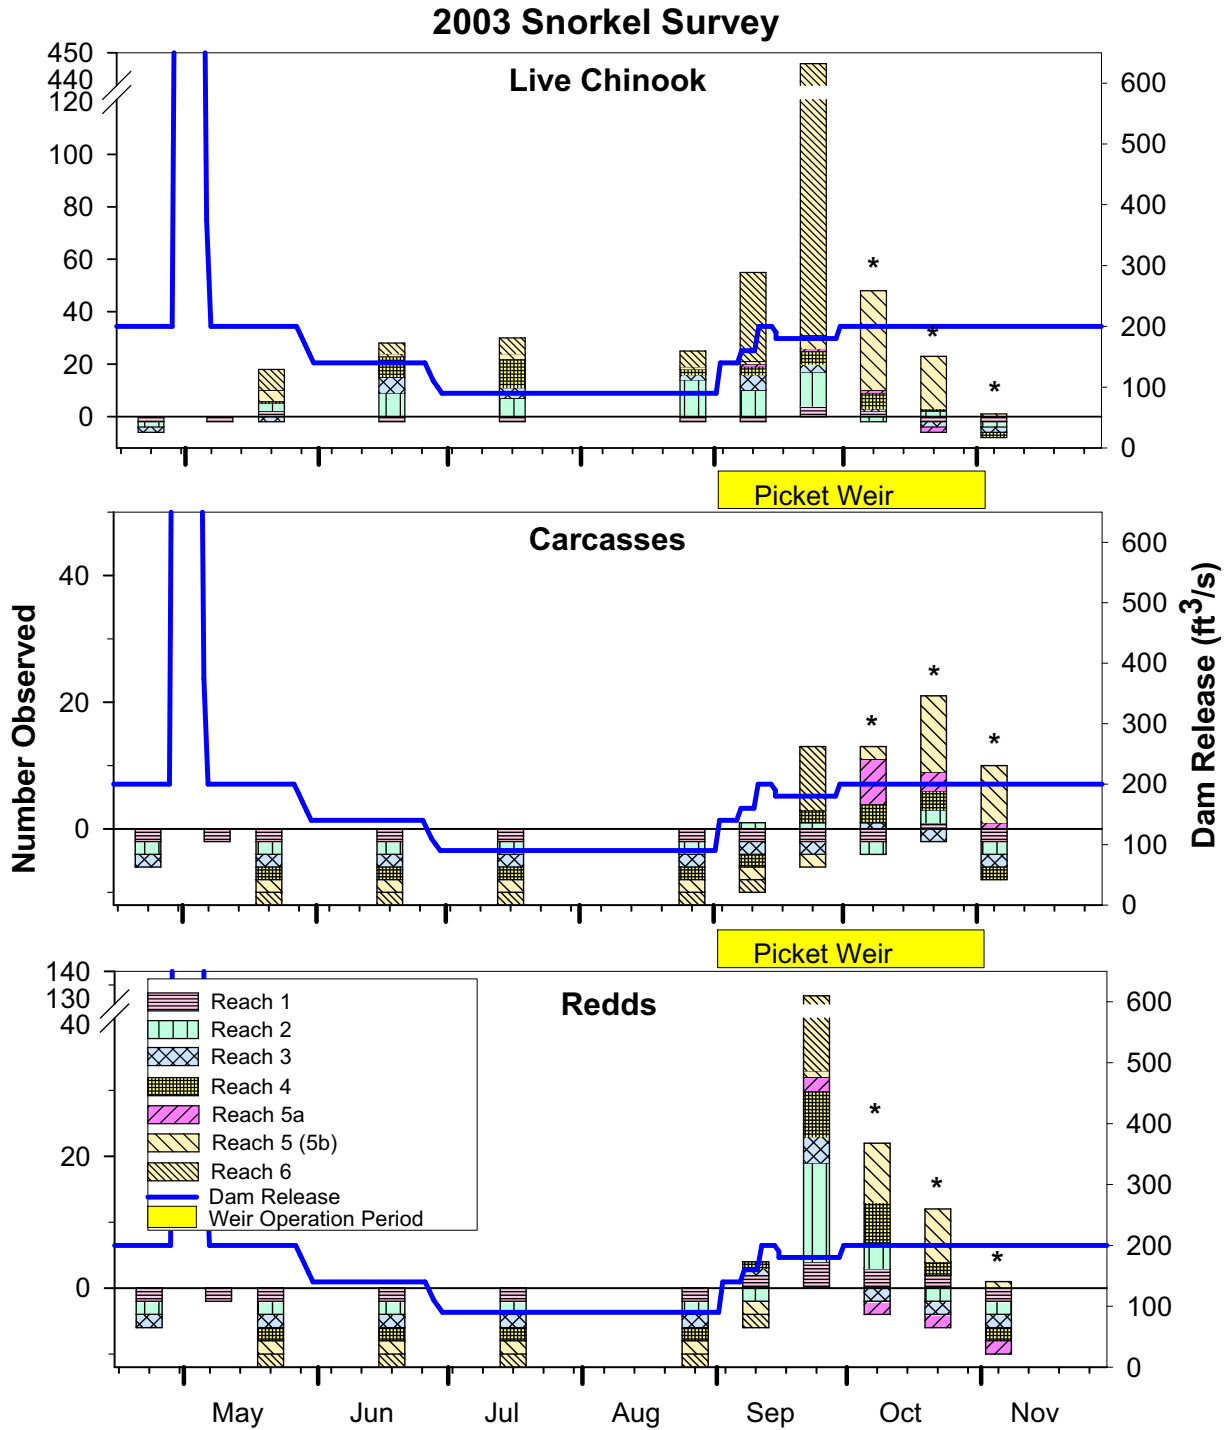 2003 Snorkel Survey
Live Chinook
450
440
120
100
80
60
40
20
0
600
500
400
300
200
100
0
*
*
*
Picket Weir
Carcasses
Number Observed
Dam Release (ft3/s)
40
20
0
600
500
400
300
200
100
0
*
*
*
Picket Weir
Redds
140
130
40
20
0
600
500
400
300
200
100
0
*
*
*
Reach 1
Reach 2
Reach 3
Reach 4
Reach 5a
Reach 5 (5b)
Reach 6
Dam Release
Weir Operation Period
May Jun Jul Aug Sep Oct Nov